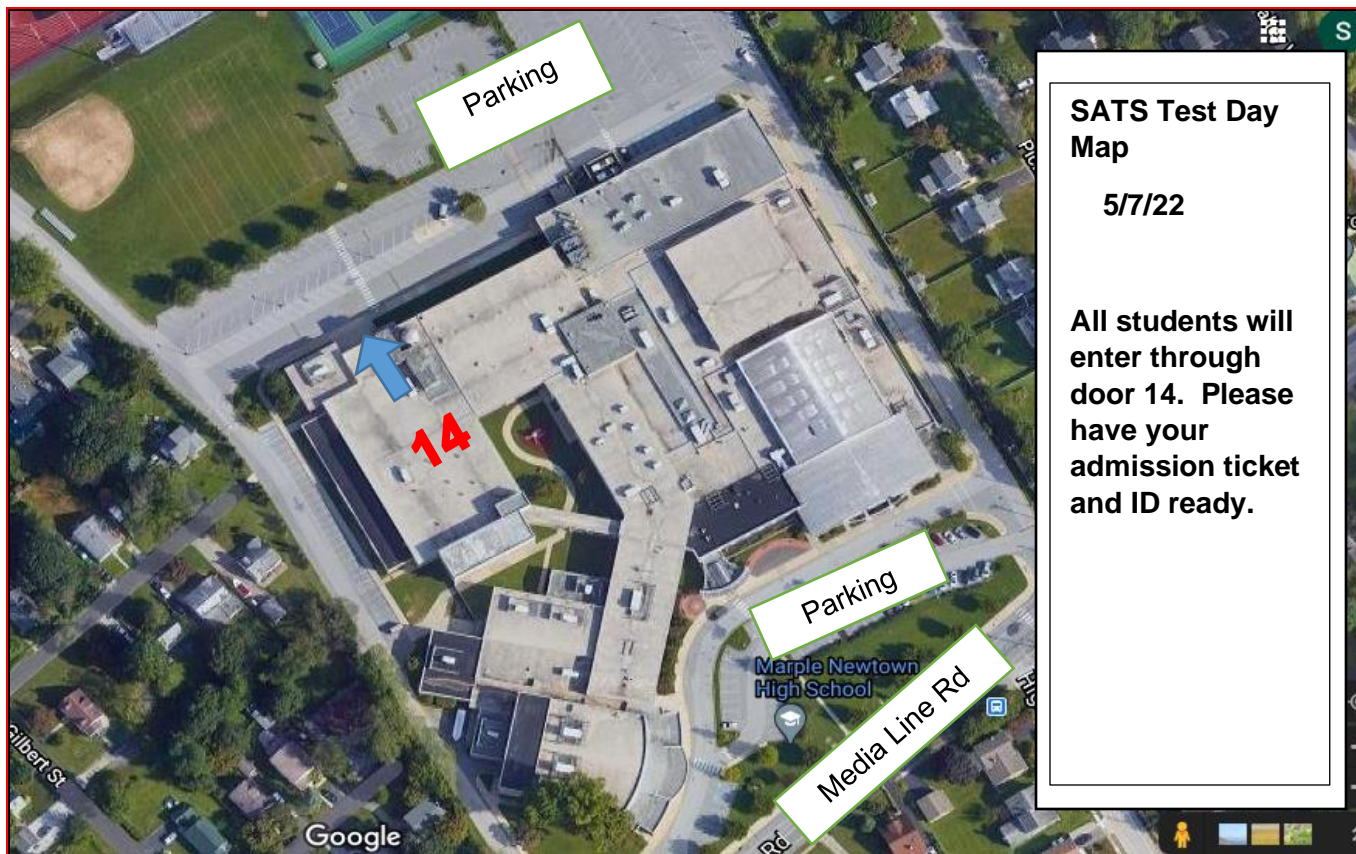 S
Parking
SATS Test Day
Map
5/7/22
All students will
enter through
door 14.  Please
have your
admission ticket
and ID ready.
14
Parking
Marple Newtown
High School
Media Line Rd
Gilbert St
Google
Rd